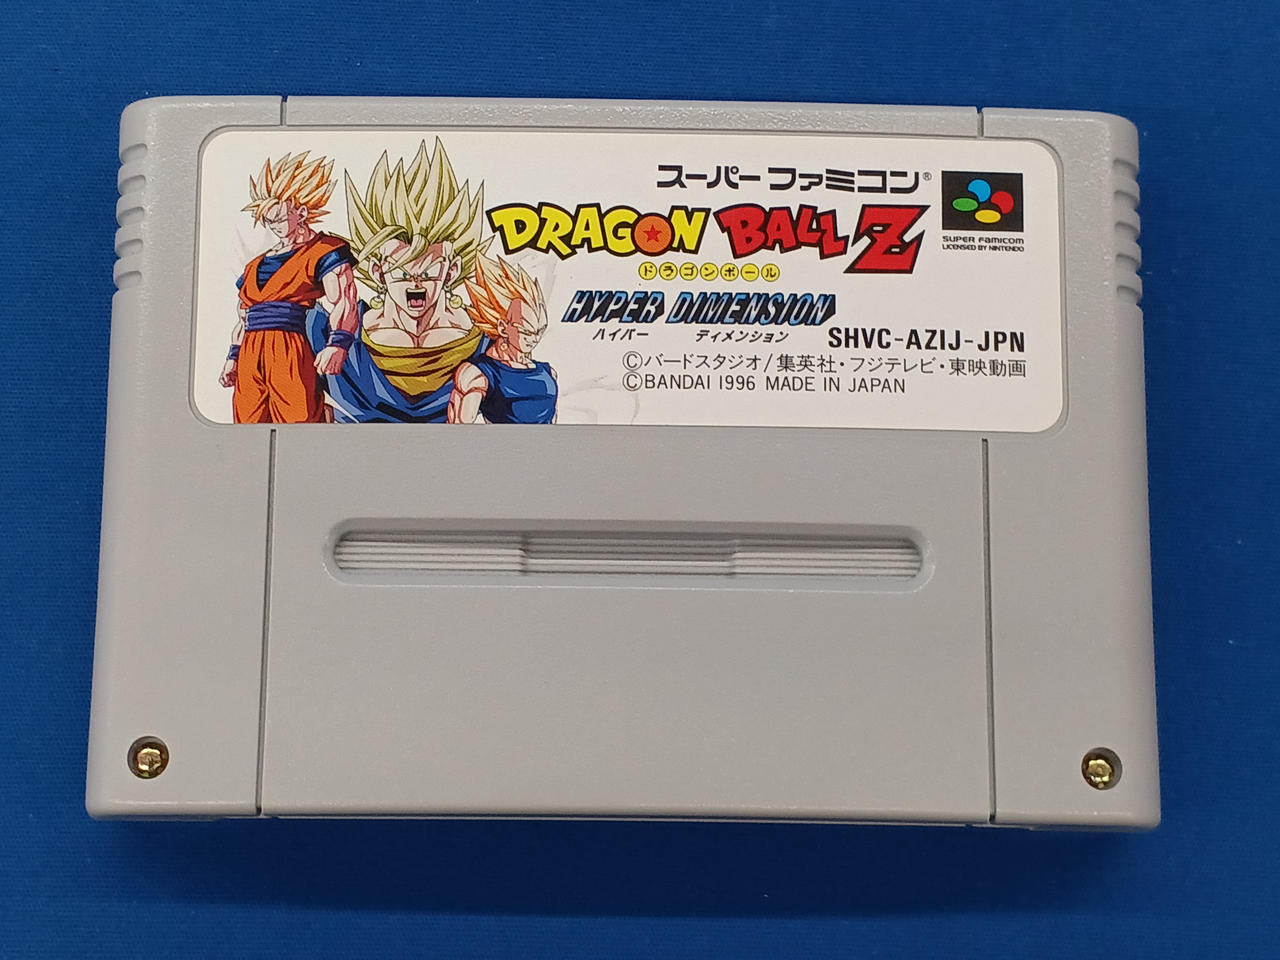 スーパーファミコン®
DRAGON BALL Z
ドラゴンボール
HYPER DIMENSION
ハイパー ディメンション
SUPER FAMICOM
LICENSED BY NINTENDO
SHVC-AZIJ-JPN
©バードスタジオ/集英社・フジテレビ・東映動画
©BANDAI 1996 MADE IN JAPAN